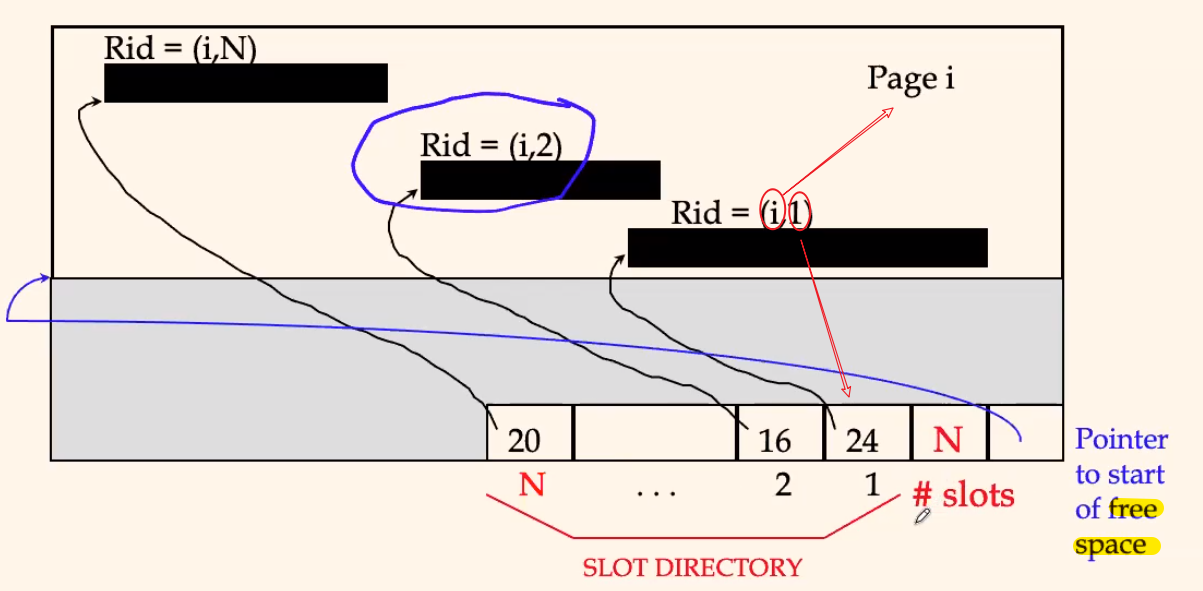 Rid = (i,N)
Page i
Rid = (i,2)
Rid = (i,1)
20 16 24 N
N ... 2 1 # slots
Pointer
to start
of free
space
SLOT DIRECTORY